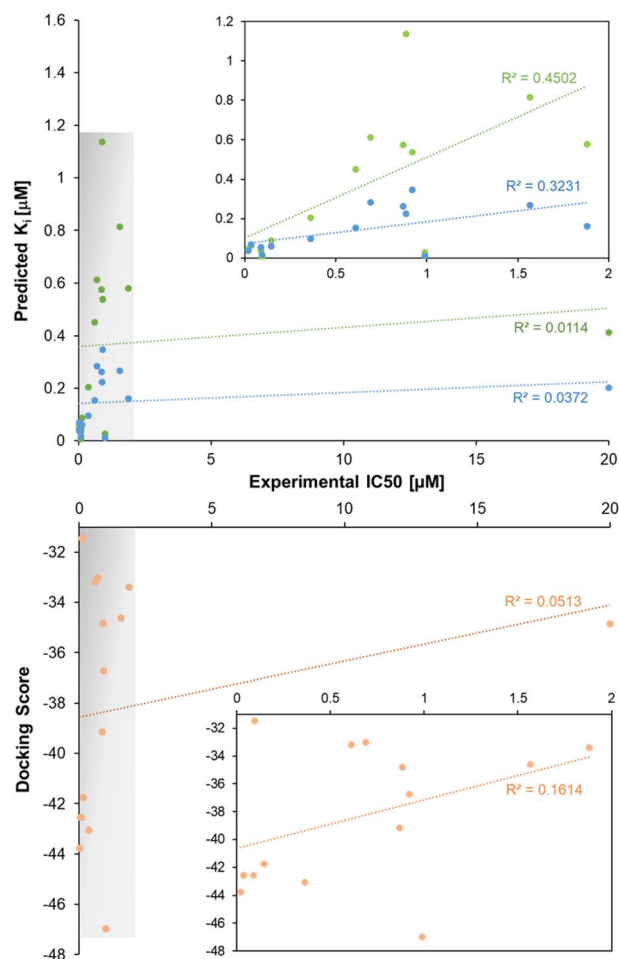 1.6
1.4
1.2
1
0.8
0.6
0.4
0.2
0
Predicted Ki [µM]
1.2
1
0.8
0.6
0.4
0.2
0
R² = 0.4502
R² = 0.3231
0 0.5 1 1.5 2
R² = 0.0114
R² = 0.0372
0 5 10 15 20
Experimental IC50 [µM]
0 5 10 15 20
-32
-34
-36
-38
-40
-42
-44
-46
-48
Docking Score
R² = 0.0513
0 0.5 1 1.5 2
-32
-34
-36
-38
-40
-42
-44
-46
-48
R² = 0.1614